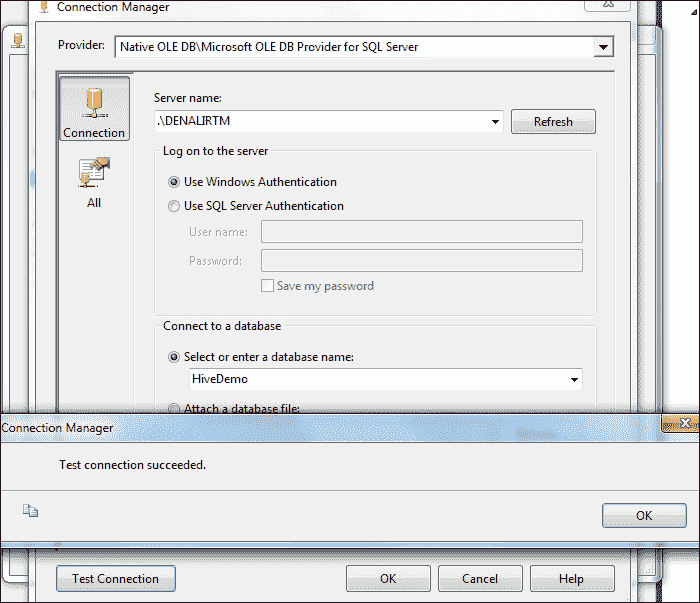 Connection Manager
Provider: Native OLE DB\Microsoft OLE DB Provider for SQL Server
Connection
All
Server name:
.\DENALIRTM Refresh
Log on to the server
Use Windows Authentication
Use SQL Server Authentication
User name:
Password:
Save my password
Connect to a database
Select or enter a database name:
HiveDemo
Attach a database file:
Connection Manager
Test connection succeeded.
OK
Test Connection OK Cancel Help